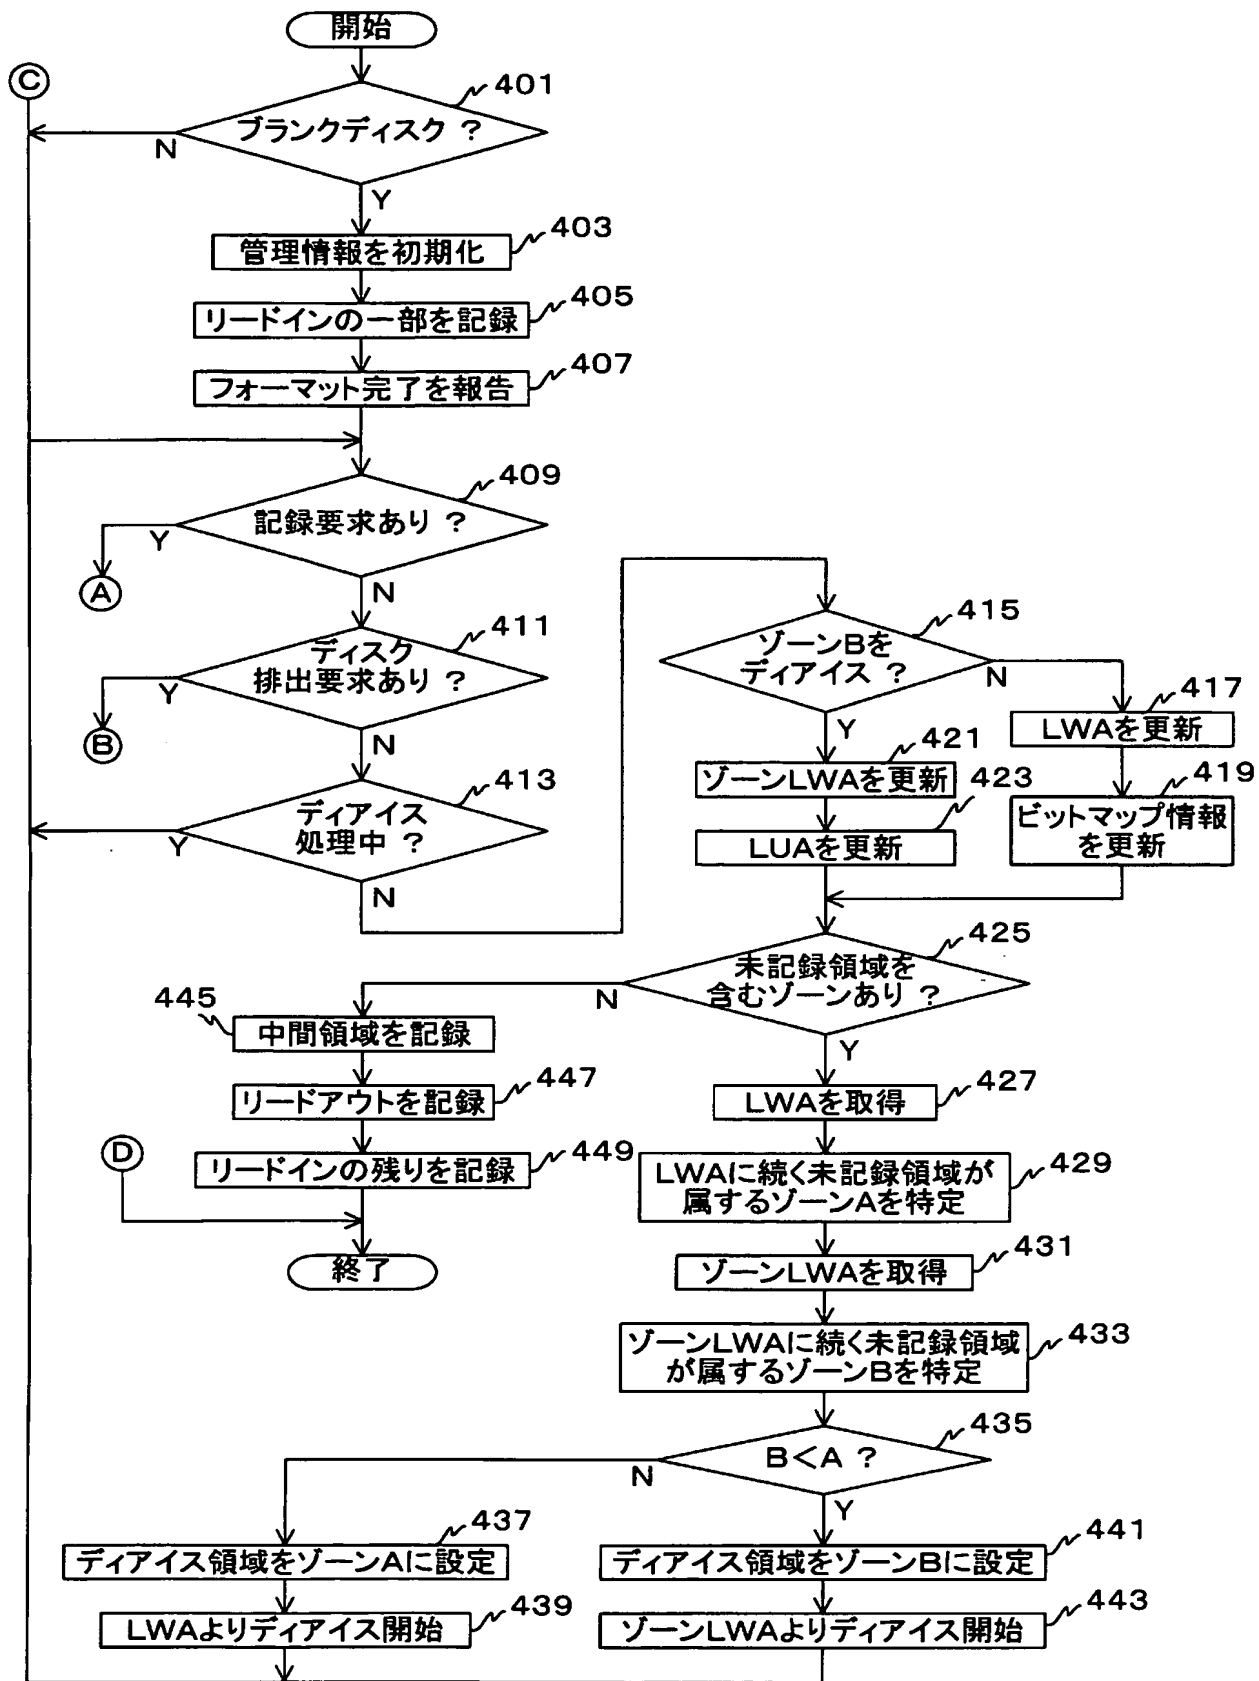 開始
C
401
ブランクディスク ?
N
Y
403
管理情報を初期化
405
リードインの一部を記録
407
フォーマット完了を報告
409
記録要求あり ?
Y
A
N
411
ディスク
排出要求あり ?
Y
B
N
413
ディアイス
処理中 ?
Y
N
415
ゾーンBを
ディアイス ?
N
Y
417
LWAを更新
419
ビットマップ情報
を更新
421
ゾーンLWAを更新
423
LUAを更新
425
未記録領域を
含むゾーンあり ?
N
Y
445
中間領域を記録
447
リードアウトを記録
449
リードインの残りを記録
D
終了
427
LWAを取得
429
LWAに続く未記録領域が
属するゾーンAを特定
431
ゾーンLWAを取得
433
ゾーンLWAに続く未記録領域
が属するゾーンBを特定
435
B<A ?
N
Y
437
ディアイス領域をゾーンAに設定
439
LWAよりディアイス開始
441
ディアイス領域をゾーンBに設定
443
ゾーンLWAよりディアイス開始